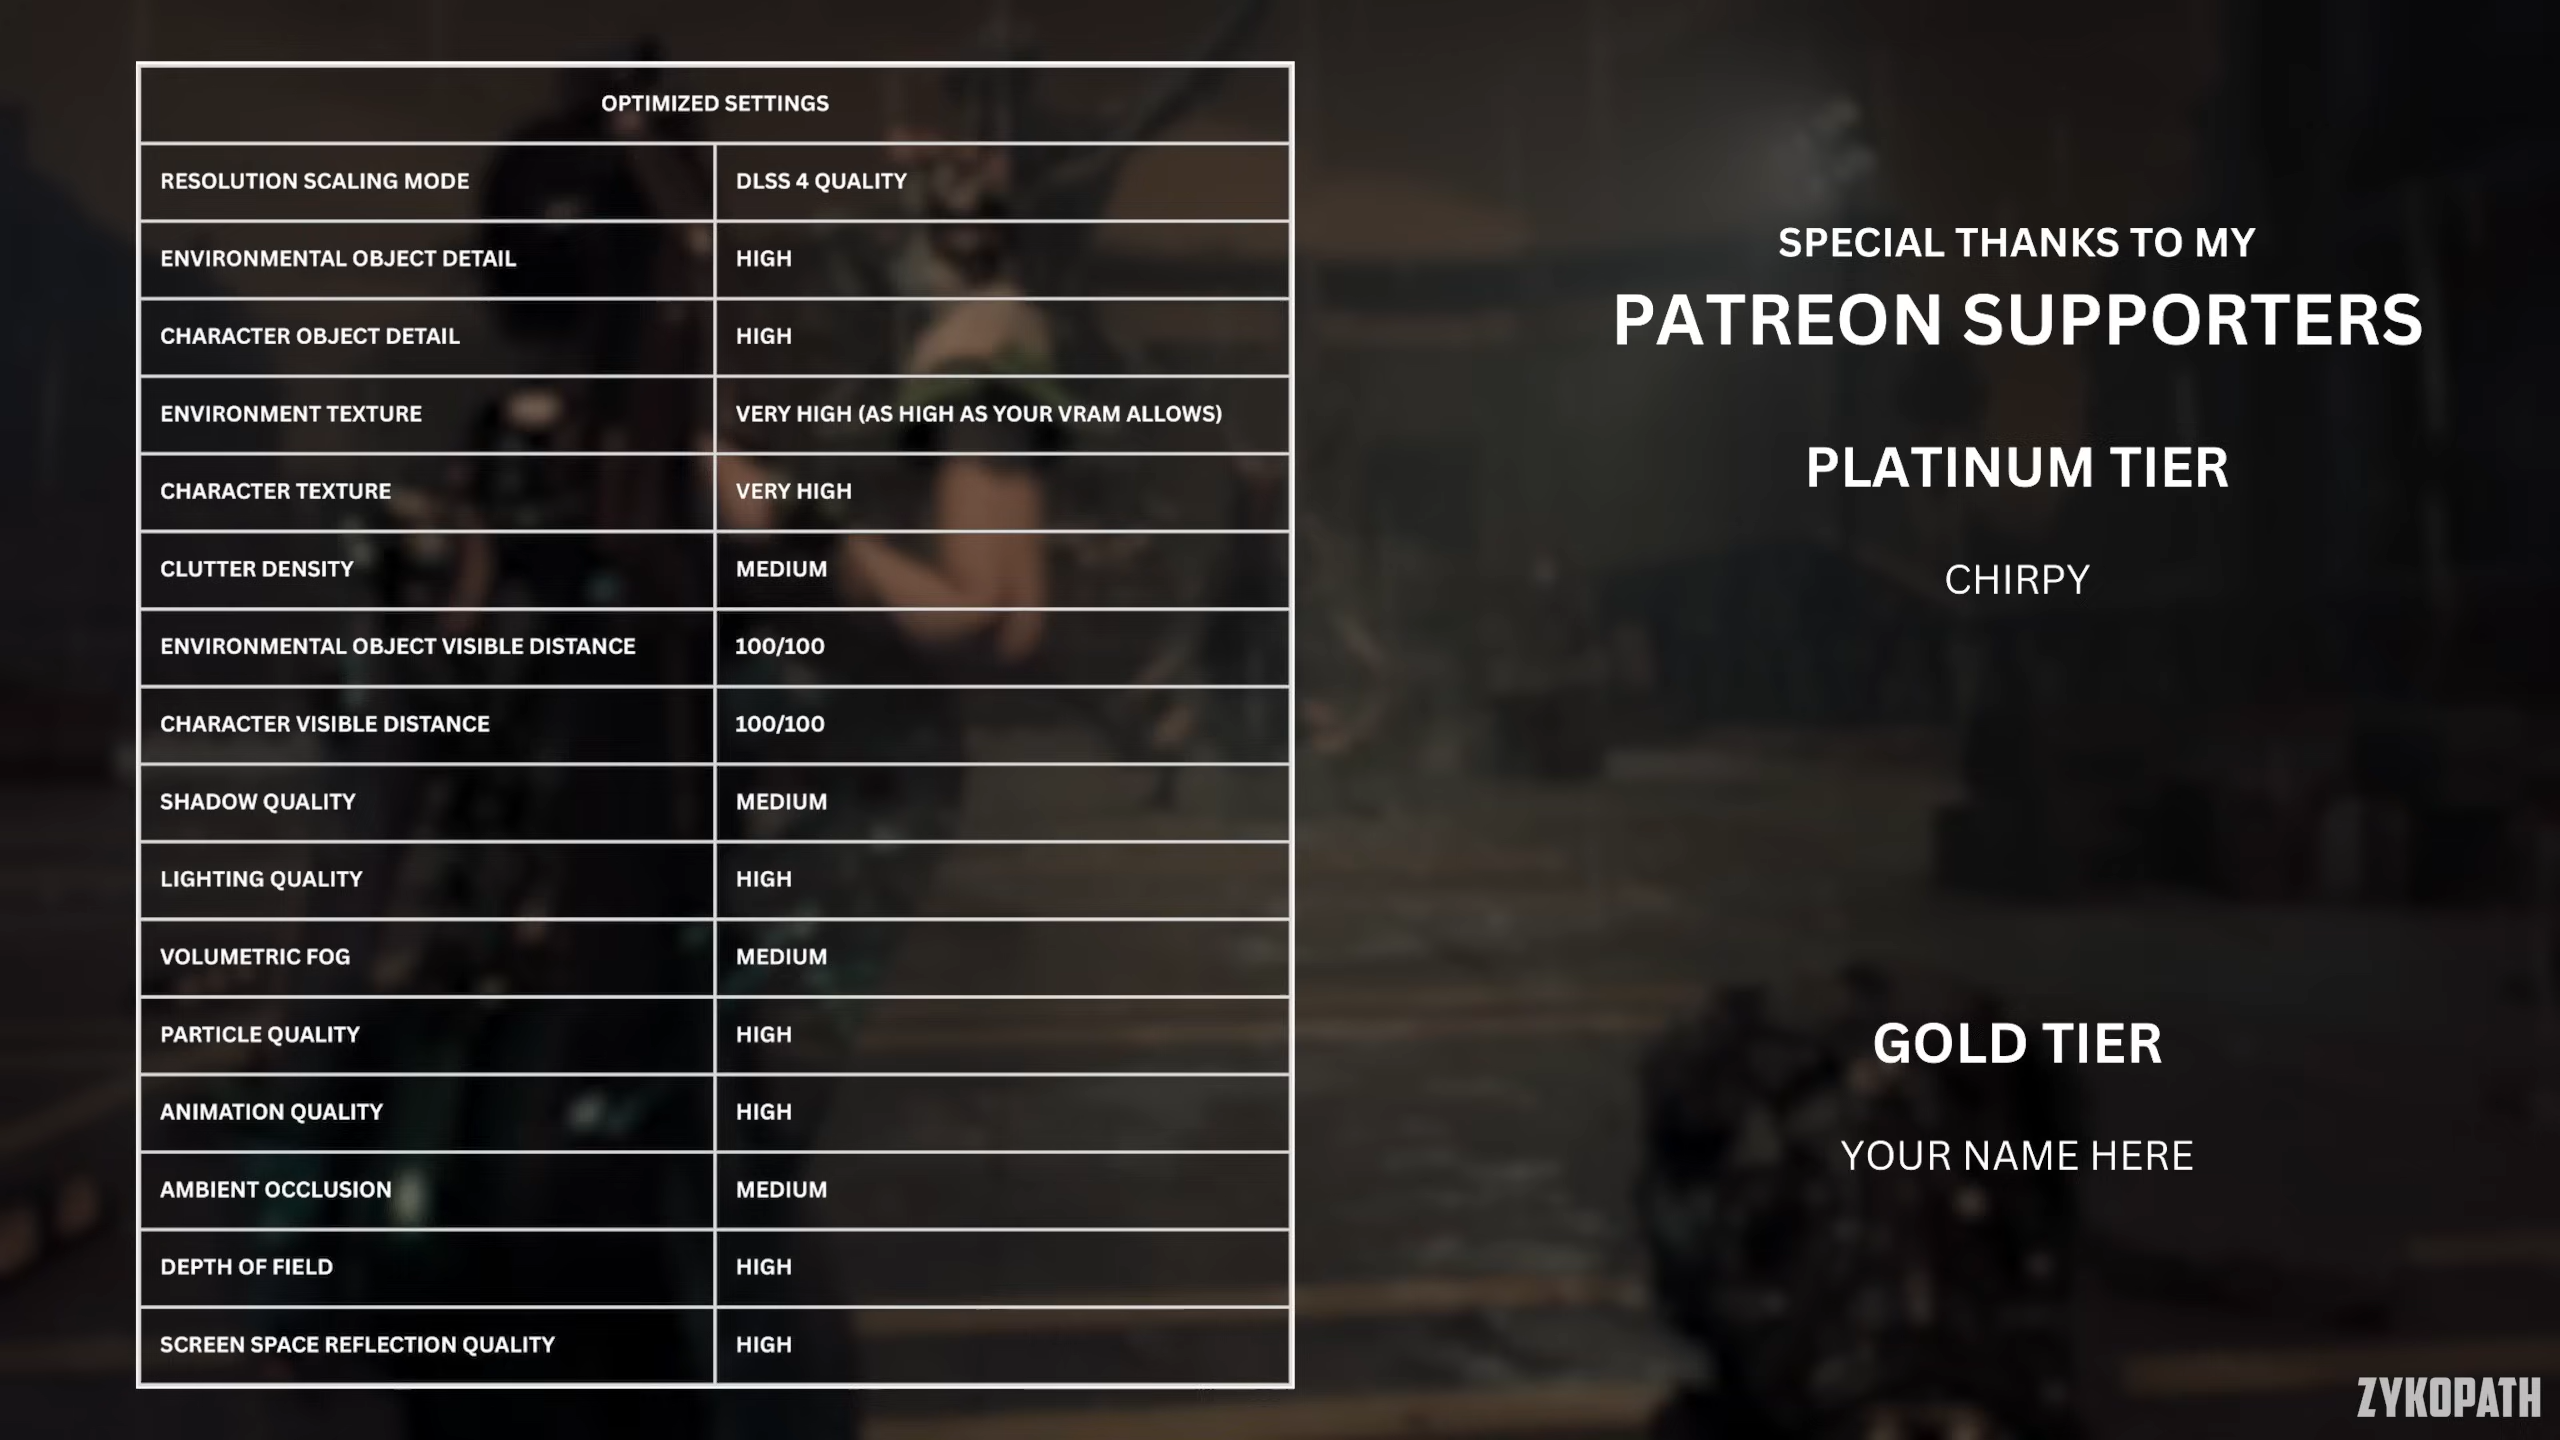 OPTIMIZED SETTINGS
RESOLUTION SCALING MODE DLSS 4 QUALITY
ENVIRONMENTAL OBJECT DETAIL HIGH
CHARACTER OBJECT DETAIL HIGH
ENVIRONMENT TEXTURE VERY HIGH (AS HIGH AS YOUR VRAM ALLOWS)
CHARACTER TEXTURE VERY HIGH
CLUTTER DENSITY MEDIUM
ENVIRONMENTAL OBJECT VISIBLE DISTANCE 100/100
CHARACTER VISIBLE DISTANCE 100/100
SHADOW QUALITY MEDIUM
LIGHTING QUALITY HIGH
VOLUMETRIC FOG MEDIUM
PARTICLE QUALITY HIGH
ANIMATION QUALITY HIGH
AMBIENT OCCLUSION MEDIUM
DEPTH OF FIELD HIGH
SCREEN SPACE REFLECTION QUALITY HIGH
SPECIAL THANKS TO MY
PATREON SUPPORTERS
PLATINUM TIER
CHIRPY
GOLD TIER
YOUR NAME HERE
ZYKOPATH